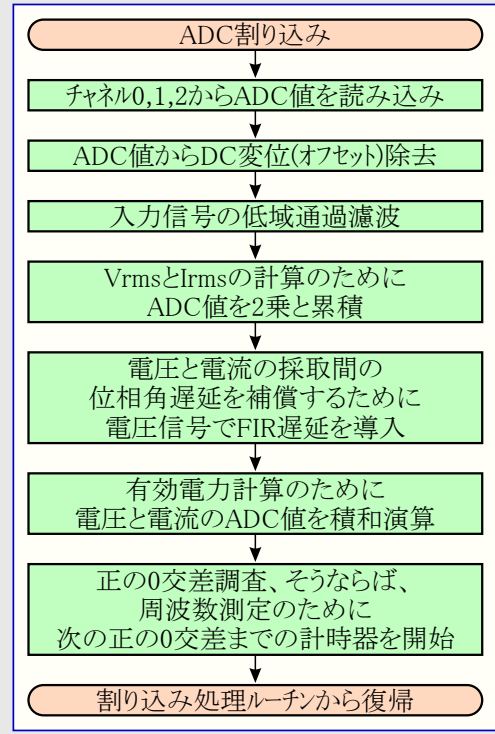 ADC割り込み
チャネル0,1,2からADC値を読み込み
ADC値からDC変位(オフセット)除去
入力信号の低域通過濾波
VrmsとIrmsの計算のために
ADC値を2乗と累積
電圧と電流の採取間の
位相角遅延を補償するために
電圧信号でFIR遅延を導入
有効電力計算のために
電圧と電流のADC値を積和演算
正の0交差調査、そうならば、
周波数測定のために
次の正の0交差までの計時器を開始
割り込み処理ルーチンから復帰